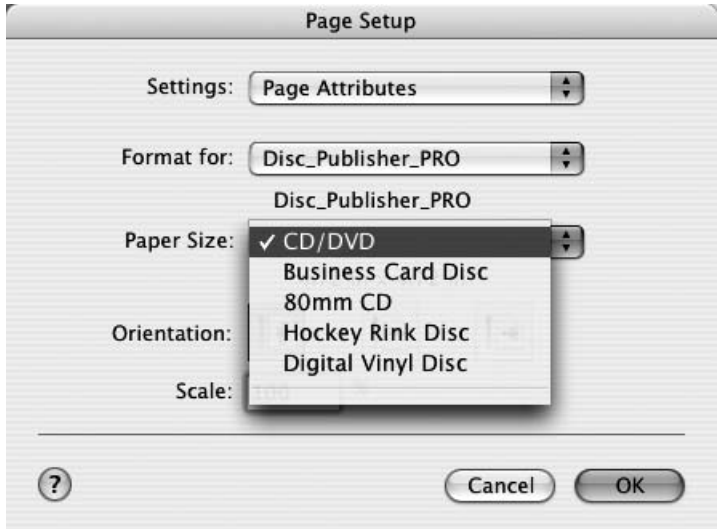 Page Setup
Settings: Page Attributes
Format for: Disc_Publisher_PRO
Disc_Publisher_PRO
Paper Size: ✓ CD/DVD
Business Card Disc
80mm CD
Hockey Rink Disc
Orientation:
Digital Vinyl Disc
Scale: 100 %
? Cancel OK